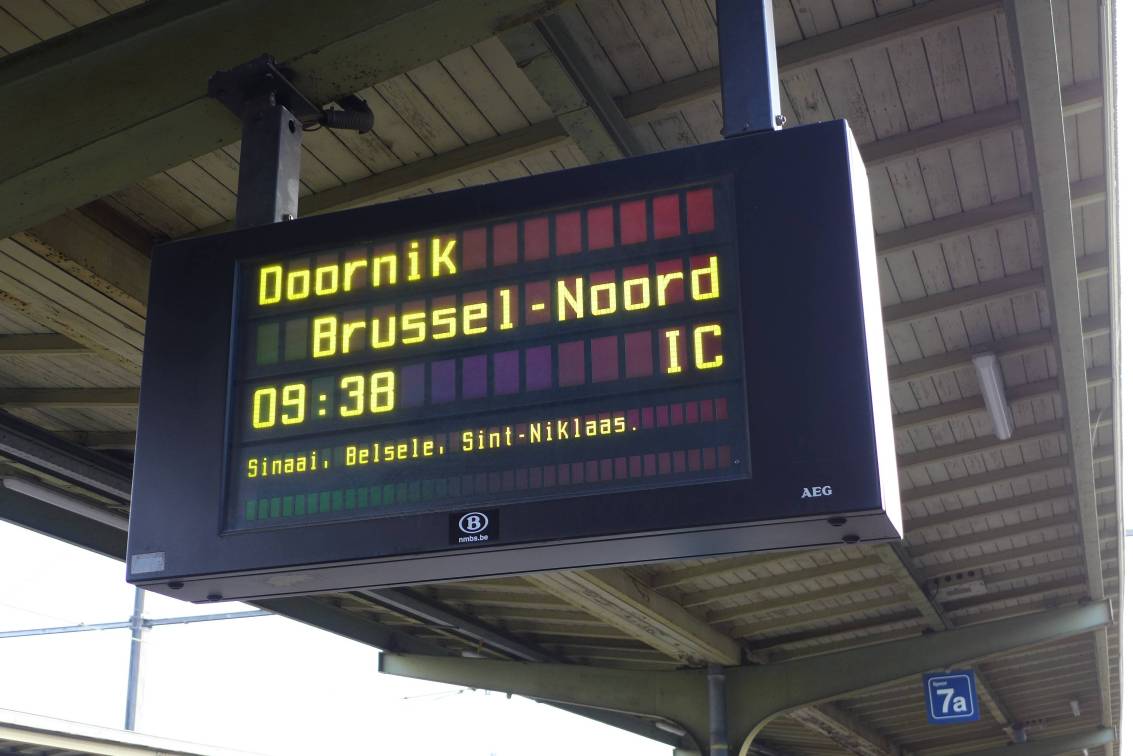 Doornik
Brussel-Noord
09:38 IC
Sinaai, Belsele, Sint-Niklaas.
AEG
B
nmbs.be
7a